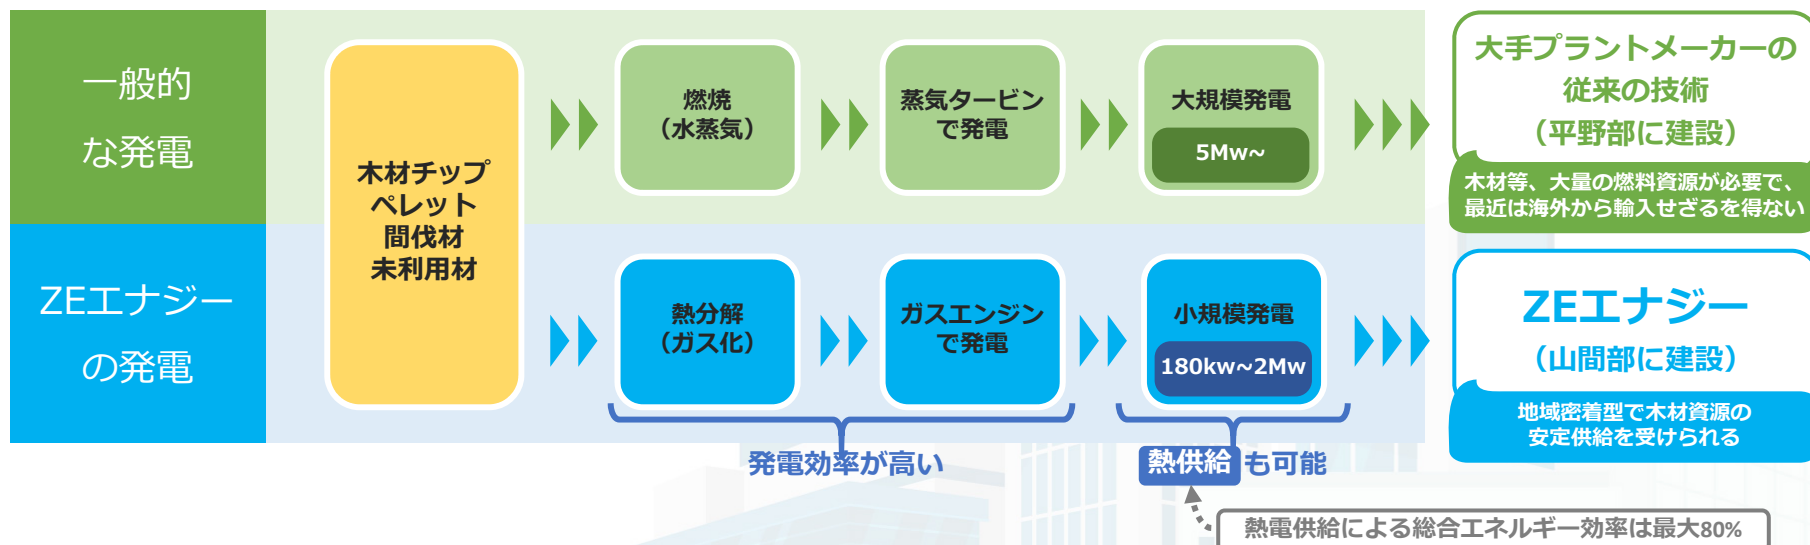 一般的
な発電
木材チップ
ペレット
間伐材
未利用材
燃焼
（水蒸気）
蒸気タービン
で発電
大規模発電
5Mw~
大手プラントメーカーの
従来の技術
（平野部に建設）
木材等、大量の燃料資源が必要で、
最近は海外から輸入せざるを得ない
ZEエナジー
の発電
熱分解
（ガス化）
ガスエンジン
で発電
小規模発電
180kw~2Mw
ZEエナジー
（山間部に建設）
地域密着型で木材資源の
安定供給を受けられる
発電効率が高い
熱供給 も可能
熱電供給による総合エネルギー効率は最大80%